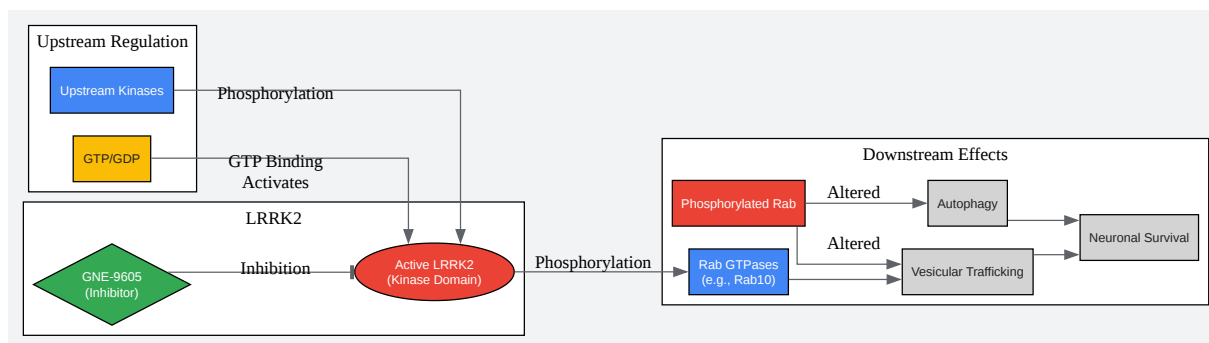 Upstream Regulation
Upstream Kinases
Phosphorylation
GTP/GDP
GTP Binding
Activates
LRRK2
GNE-9605
(Inhibitor)
Inhibition
Active LRRK2
(Kinase Domain)
Phosphorylation
Downstream Effects
Phosphorylated Rab
Altered
Autophagy
Altered
Neuronal Survival
Rab GTPases
(e.g., Rab10)
Vesicular Trafficking